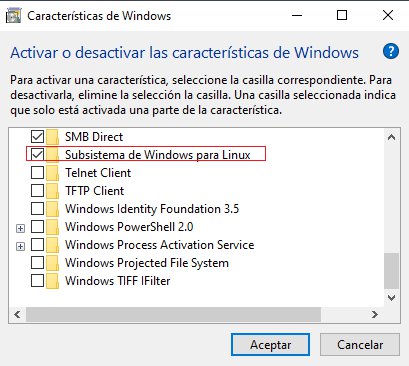 Características de Windows
Activar o desactivar las características de Windows
Para activar una característica, seleccione la casilla correspondiente. Para
desactivarla, elimine la selección la casilla. Una casilla seleccionada indica
que solo está activada una parte de la característica.
SMB Direct
Subsistema de Windows para Linux
Telnet Client
TFTP Client
Windows Identity Foundation 3.5
Windows PowerShell 2.0
Windows Process Activation Service
Windows Projected File System
Windows TIFF IFilter
Aceptar
Cancelar